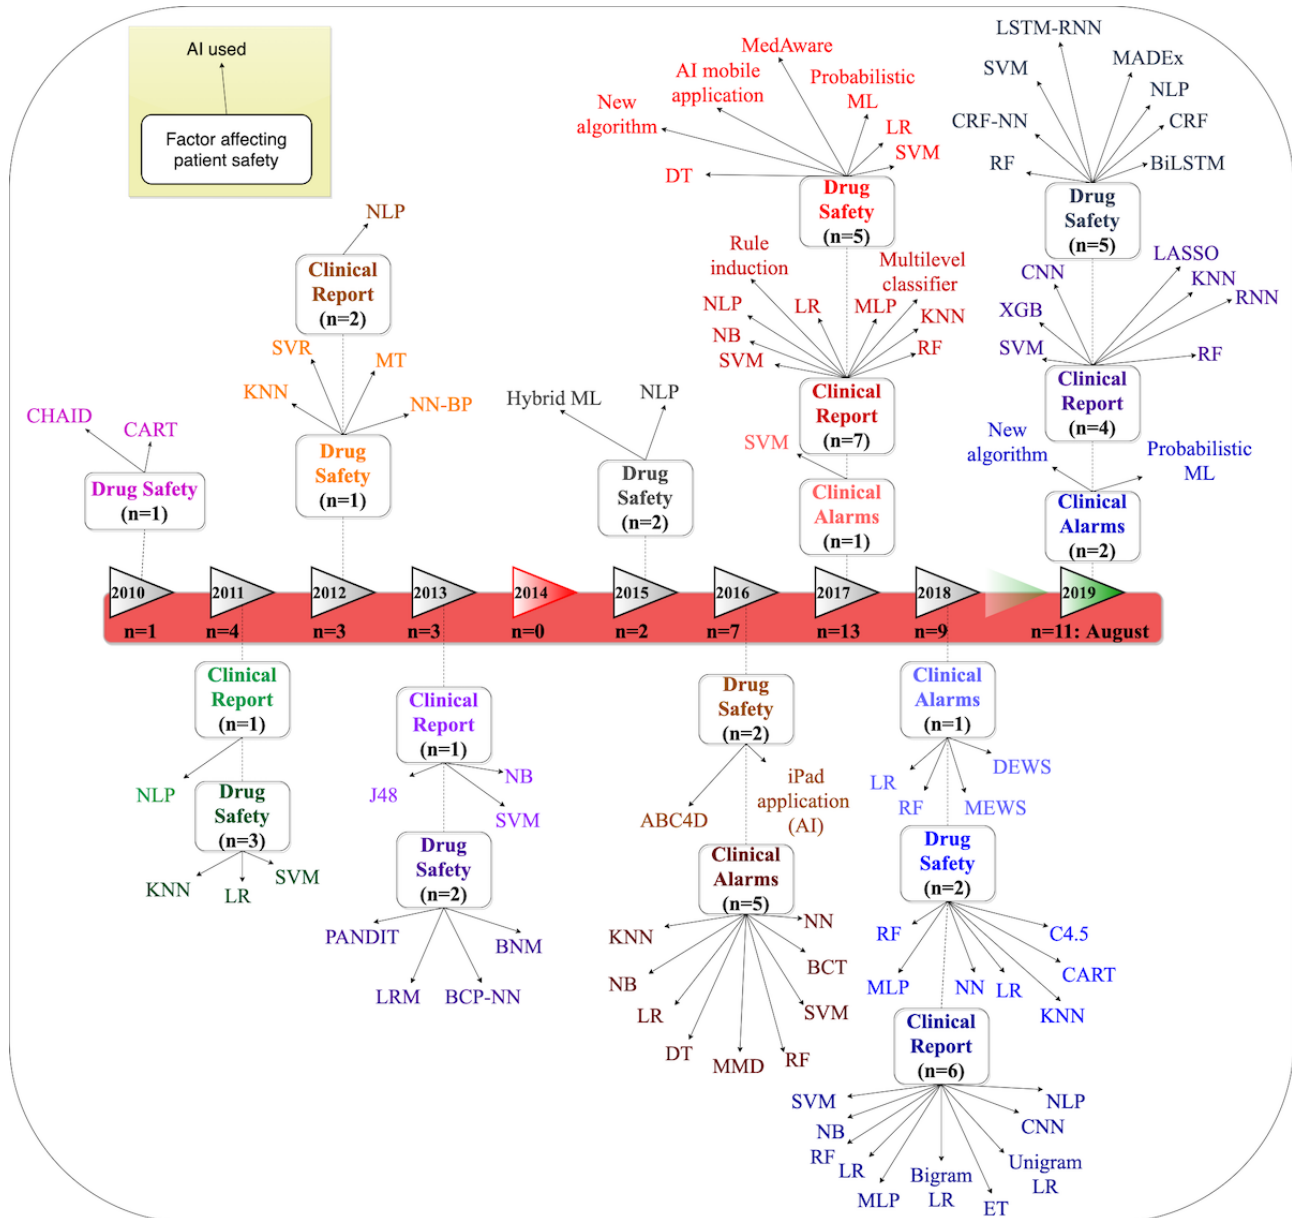 AI used
Factor affecting
patient safety
NLP
Clinical
Report
(n=2)
SVR
MT
KNN
NN-BP
Drug
Safety
(n=1)
CHAID
CART
Drug Safety
(n=1)
Hybrid ML
NLP
Drug
Safety
(n=2)
MedAware
AI mobile
application
Probabilistic
ML
New
algorithm
LR
SVM
DT
Drug
Safety
(n=5)
Rule
induction
Multilevel
classifier
NLP
LR
MLP
KNN
NB
RF
SVM
Clinical
Report
(n=7)
SVM
Clinical
Alarms
(n=1)
LSTM-RNN
SVM
MADEx
NLP
CRF-NN
CRF
RF
BiLSTM
Drug
Safety
(n=5)
CNN
LASSO
KNN
RNN
XGB
SVM
RF
Clinical
Report
(n=4)
New
algorithm
Probabilistic
ML
Clinical
Alarms
(n=2)
2010
2011
2012
2013
2014
2015
2016
2017
2018
2019
n=1
n=4
n=3
n=3
n=0
n=2
n=7
n=13
n=9
n=11: August
Clinical
Report
(n=1)
NLP
Drug
Safety
(n=3)
KNN
LR
SVM
Clinical
Report
(n=1)
J48
NB
SVM
Drug
Safety
(n=2)
PANDIT
BNM
LRM
BCP-NN
Drug
Safety
(n=2)
ABC4D
iPad
application
(AI)
Clinical
Alarms
(n=5)
KNN
NN
NB
BCT
LR
SVM
DT
MMD
RF
Clinical
Alarms
(n=1)
LR
DEWS
RF
MEWS
Drug
Safety
(n=2)
RF
C4.5
MLP
NN
LR
CART
KNN
Clinical
Report
(n=6)
SVM
NLP
NB
CNN
RF
LR
Unigram
LR
MLP
Bigram
LR
ET